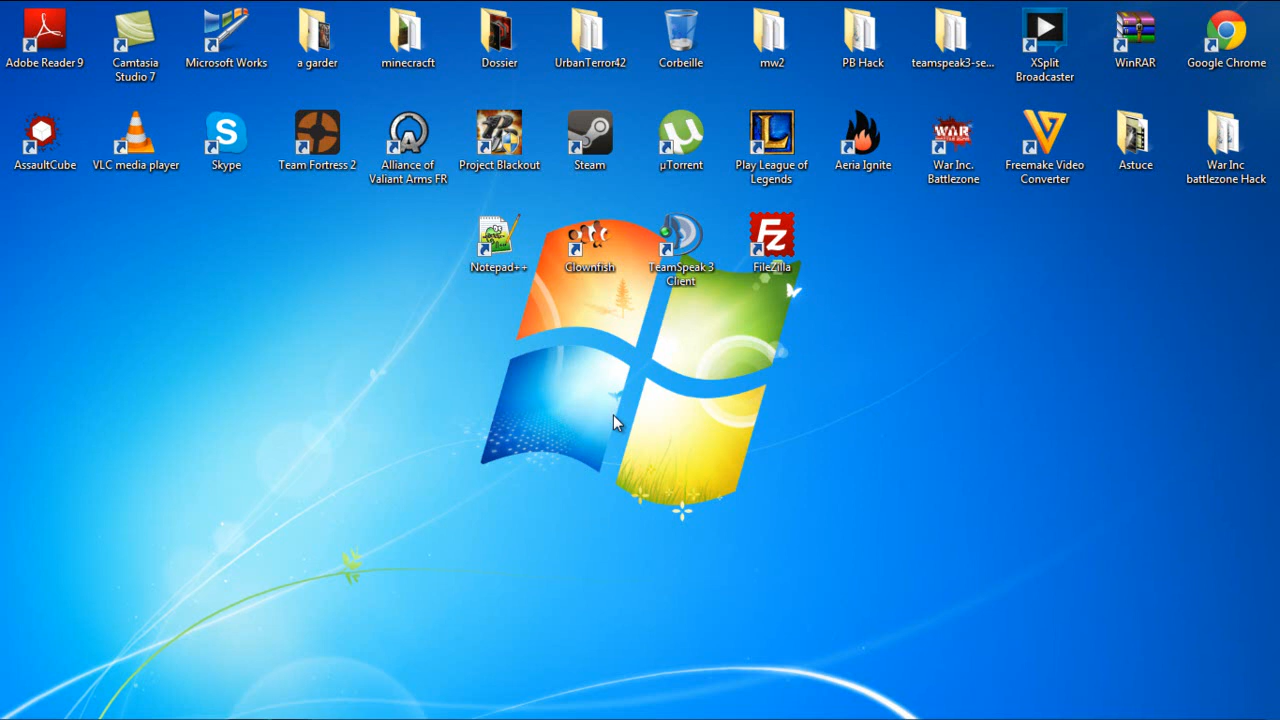 Adobe Reader 9
Camtasia
Studio 7
Microsoft Works
a garder
minecracft
Dossier
UrbanTerror42
Corbeille
mw2
PB Hack
teamspeak3-se...
XSplit
Broadcaster
WinRAR
Google Chrome
AssaultCube
VLC media player
Skype
Team Fortress 2
Alliance of
Valiant Arms FR
Project Blackout
Steam
µTorrent
Play League of
Legends
Aeria Ignite
War Inc.
Battlezone
Freemake Video
Converter
Astuce
War Inc
battlezone Hack
Notepad++
Clownfish
TeamSpeak 3
Client
FileZilla